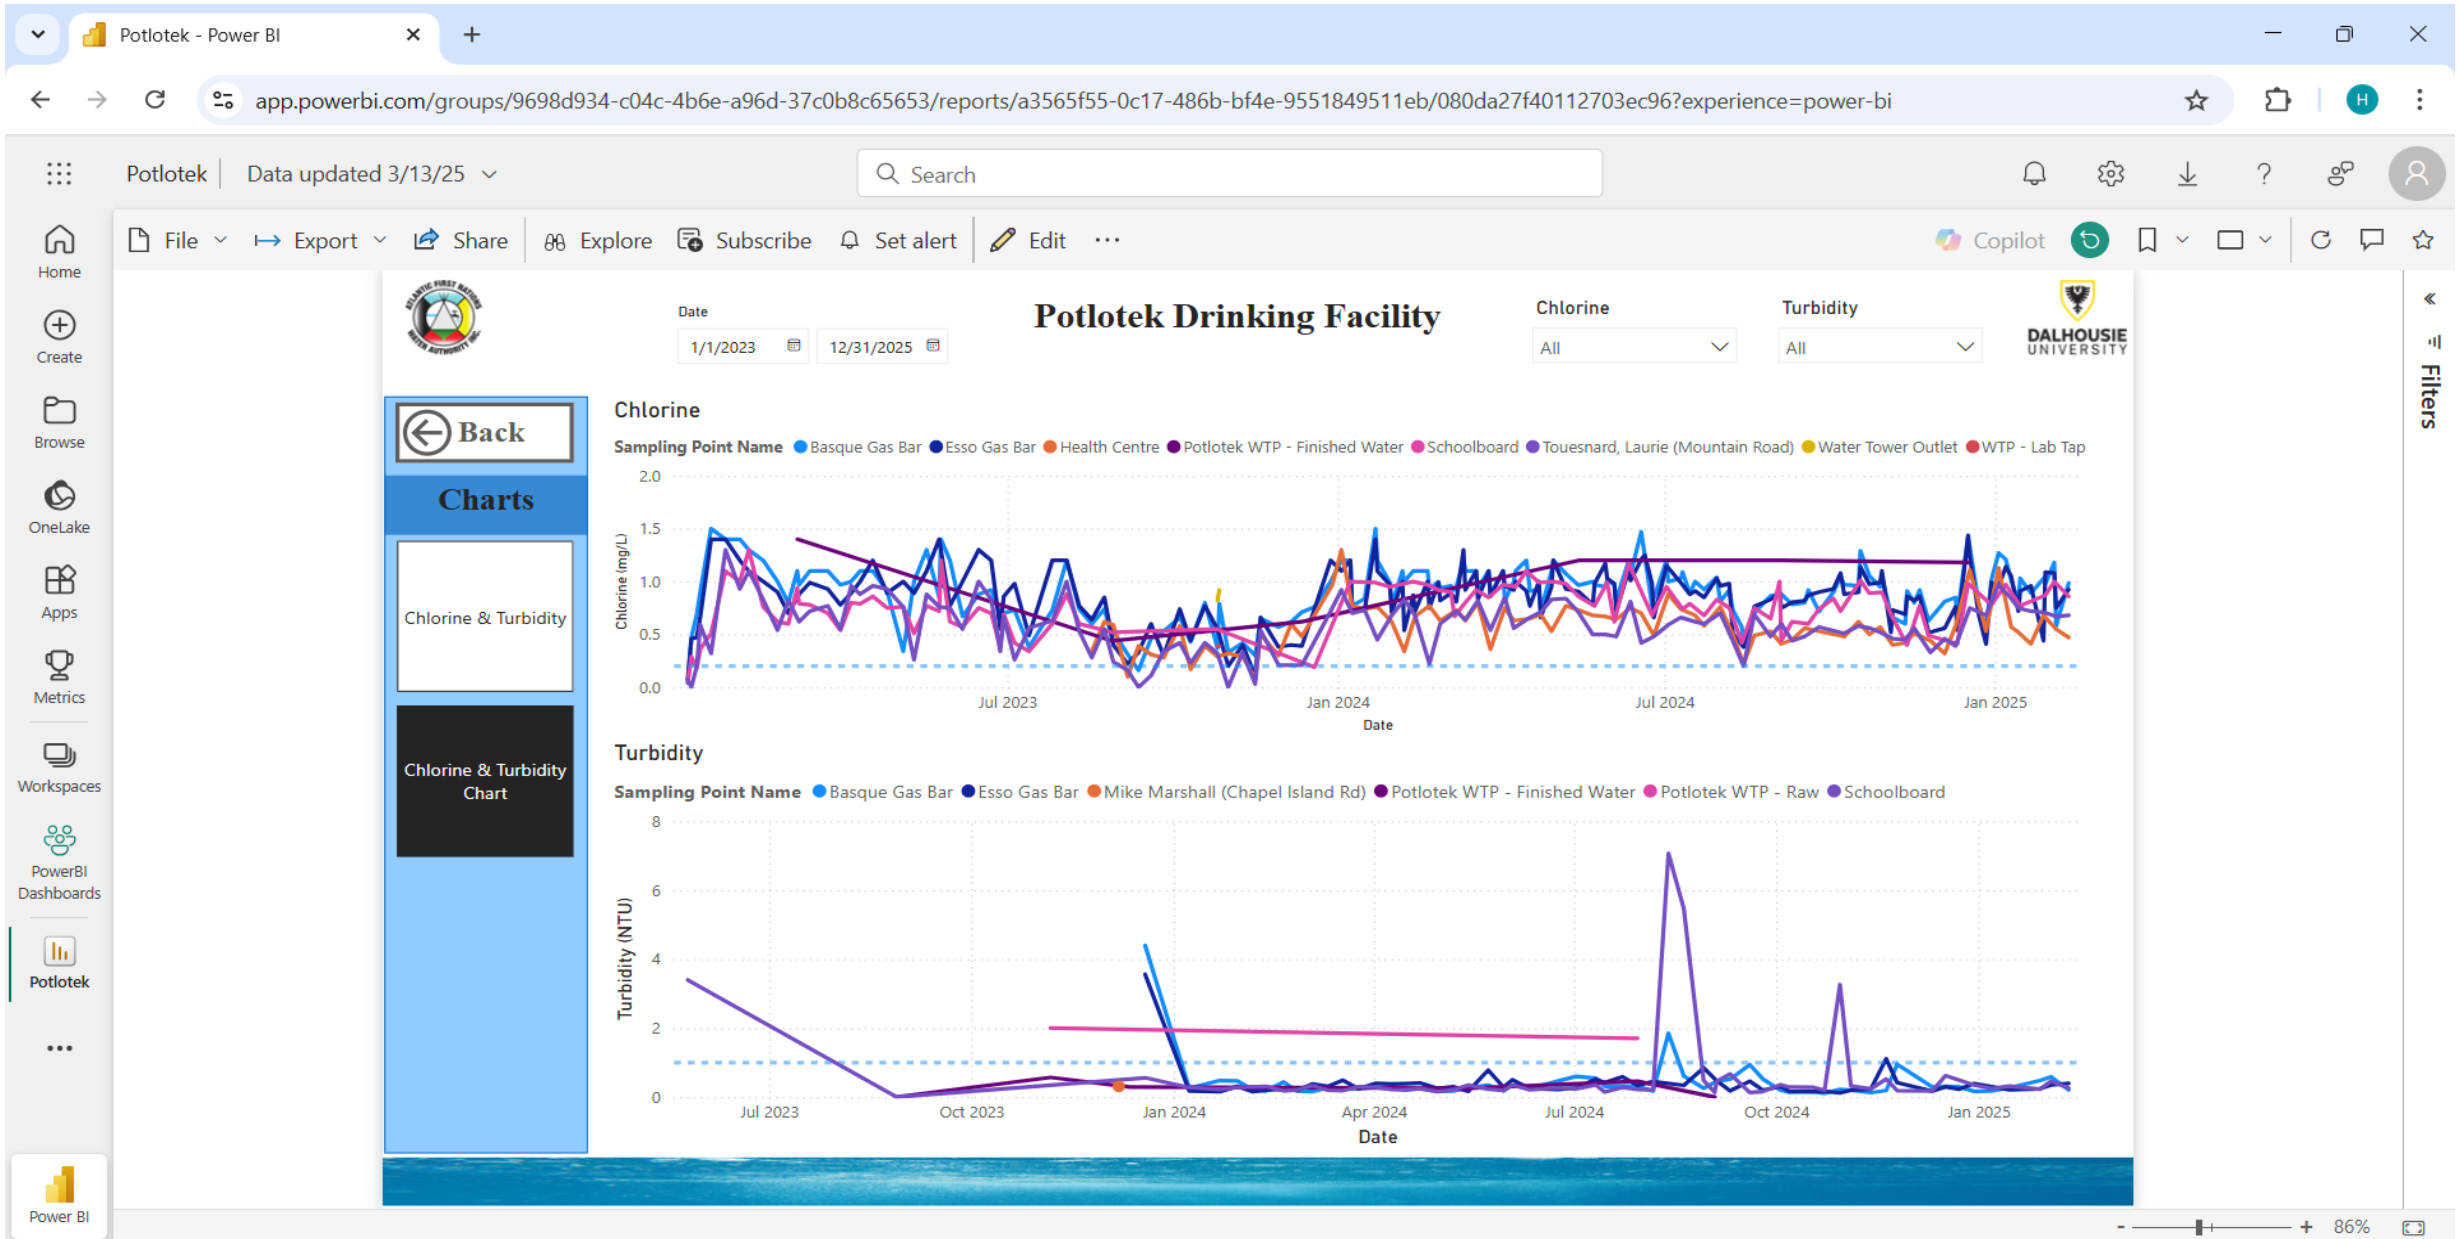 Potlotek - Power BI
app.powerbi.com/groups/9698d934-c04c-4b6e-a96d-37c0b8c65653/reports/a3565f55-0c17-486b-bf4e-9551849511eb/080da27f40112703ec96?experience=power-bi
H
Potlotek
Data updated 3/13/25
Search
File
Export
Share
Explore
Subscribe
Set alert
Edit
Copilot
Home
Create
Browse
OneLake
Apps
Metrics
Workspaces
PowerBI
Dashboards
Potlotek
Power BI
ATLANTIC FIRST NATIONS
WATER AUTHORITY INC.
Date
1/1/2023
12/31/2025
Potlotek Drinking Facility
Chlorine
All
Turbidity
All
DALHOUSIE
UNIVERSITY
Filters
Back
Charts
Chlorine & Turbidity
Chlorine & Turbidity
Chart
Chlorine
Sampling Point Name Basque Gas Bar Esso Gas Bar Health Centre Potlotek WTP - Finished Water Schoolboard Touesnard, Laurie (Mountain Road) Water Tower Outlet WTP - Lab Tap
Chlorine (mg/L)
2.0
1.5
1.0
0.5
0.0
Jul 2023 Jan 2024 Jul 2024 Jan 2025
Date
Turbidity
Sampling Point Name Basque Gas Bar Esso Gas Bar Mike Marshall (Chapel Island Rd) Potlotek WTP - Finished Water Potlotek WTP - Raw Schoolboard
Turbidity (NTU)
8
6
4
2
0
Jul 2023 Oct 2023 Jan 2024 Apr 2024 Jul 2024 Oct 2024 Jan 2025
Date
86%